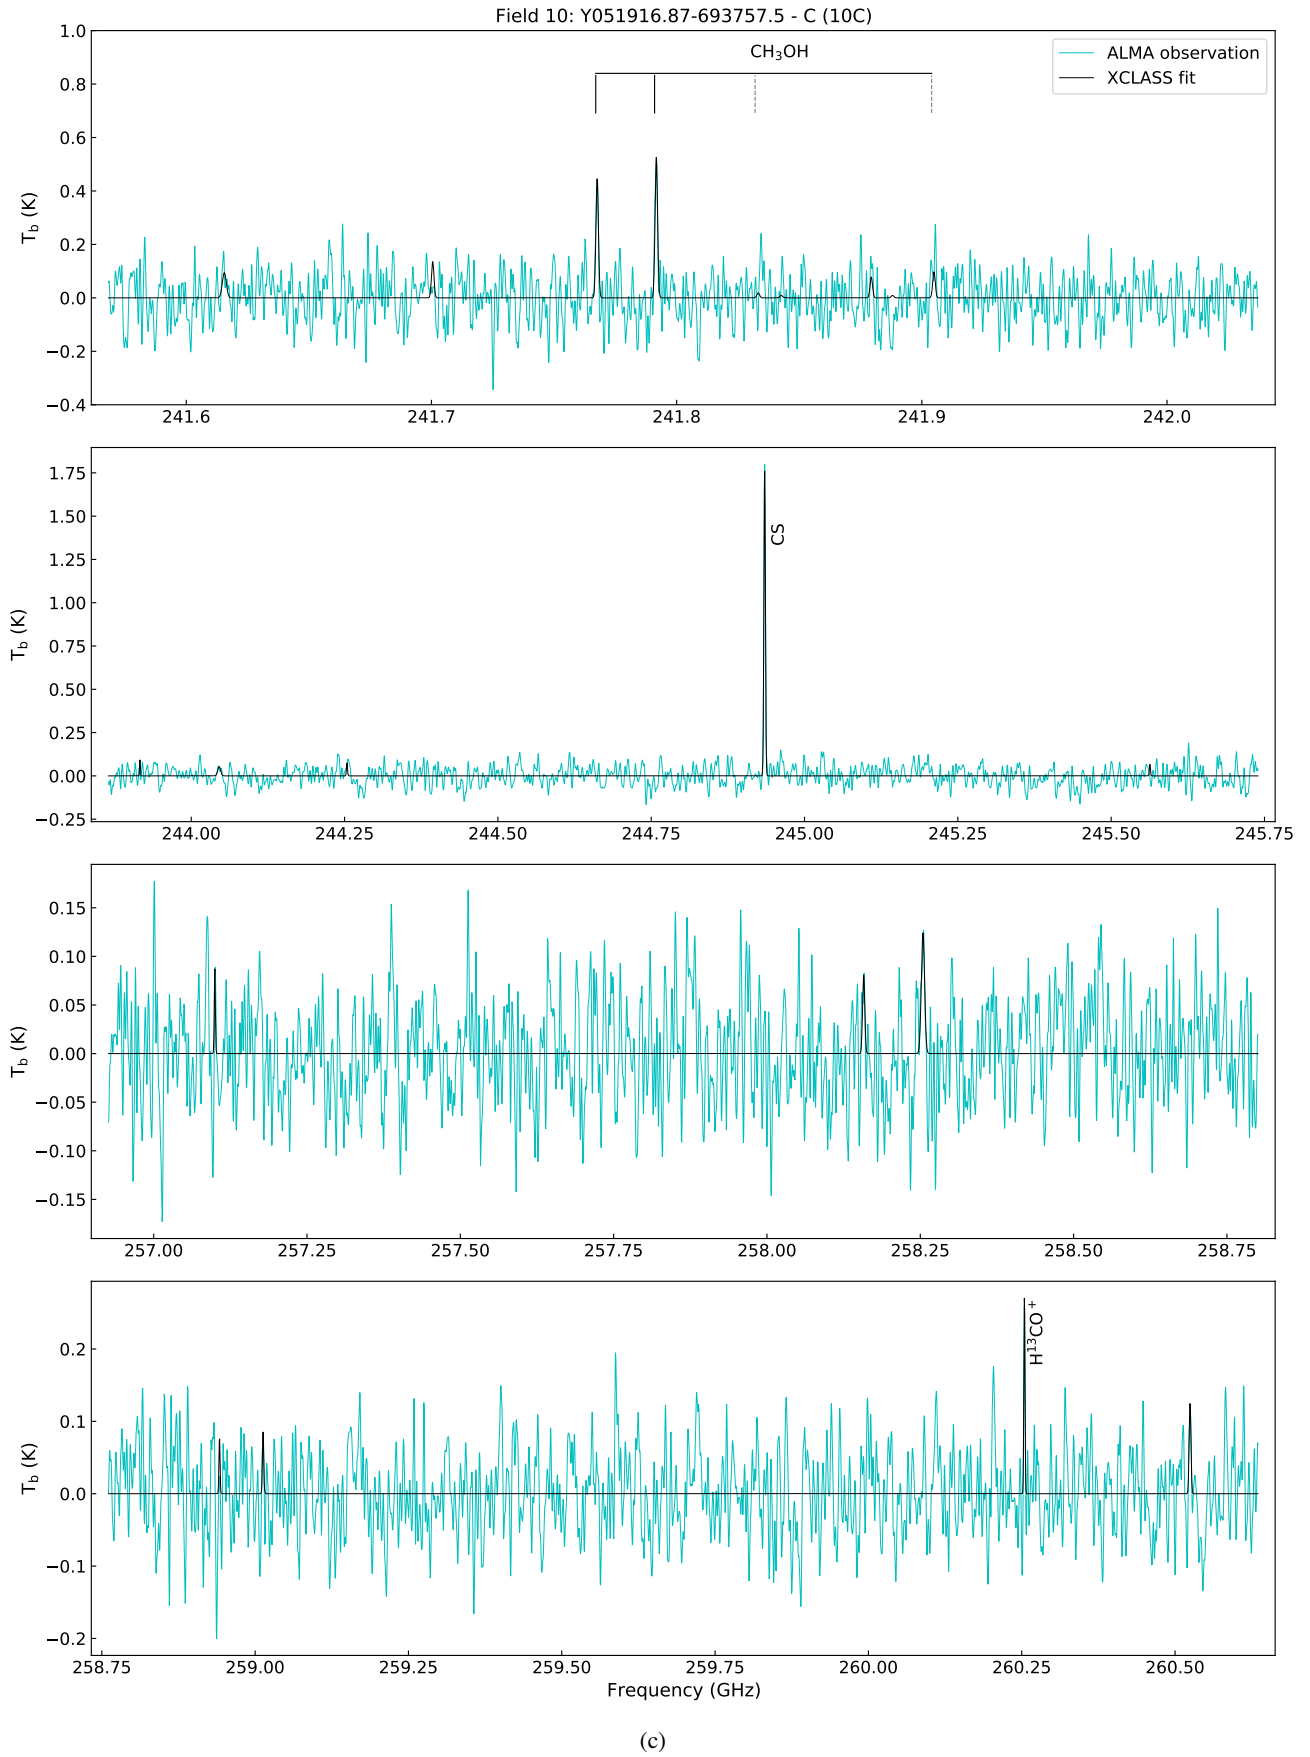 Field 10: Y051916.87-693757.5 - C (10C)
1.0
0.8
0.6
0.4
0.2
0.0
−0.2
−0.4
T_b (K)
CH₃OH
ALMA observation
XCLASS fit
241.6 241.7 241.8 241.9 242.0
1.75
1.50
1.25
1.00
0.75
0.50
0.25
0.00
−0.25
T_b (K)
CS
244.00 244.25 244.50 244.75 245.00 245.25 245.50 245.75
0.15
0.10
0.05
0.00
−0.05
−0.10
−0.15
T_b (K)
257.00 257.25 257.50 257.75 258.00 258.25 258.50 258.75
0.2
0.1
0.0
−0.1
−0.2
T_b (K)
H¹³CO⁺
258.75 259.00 259.25 259.50 259.75 260.00 260.25 260.50
Frequency (GHz)
(c)